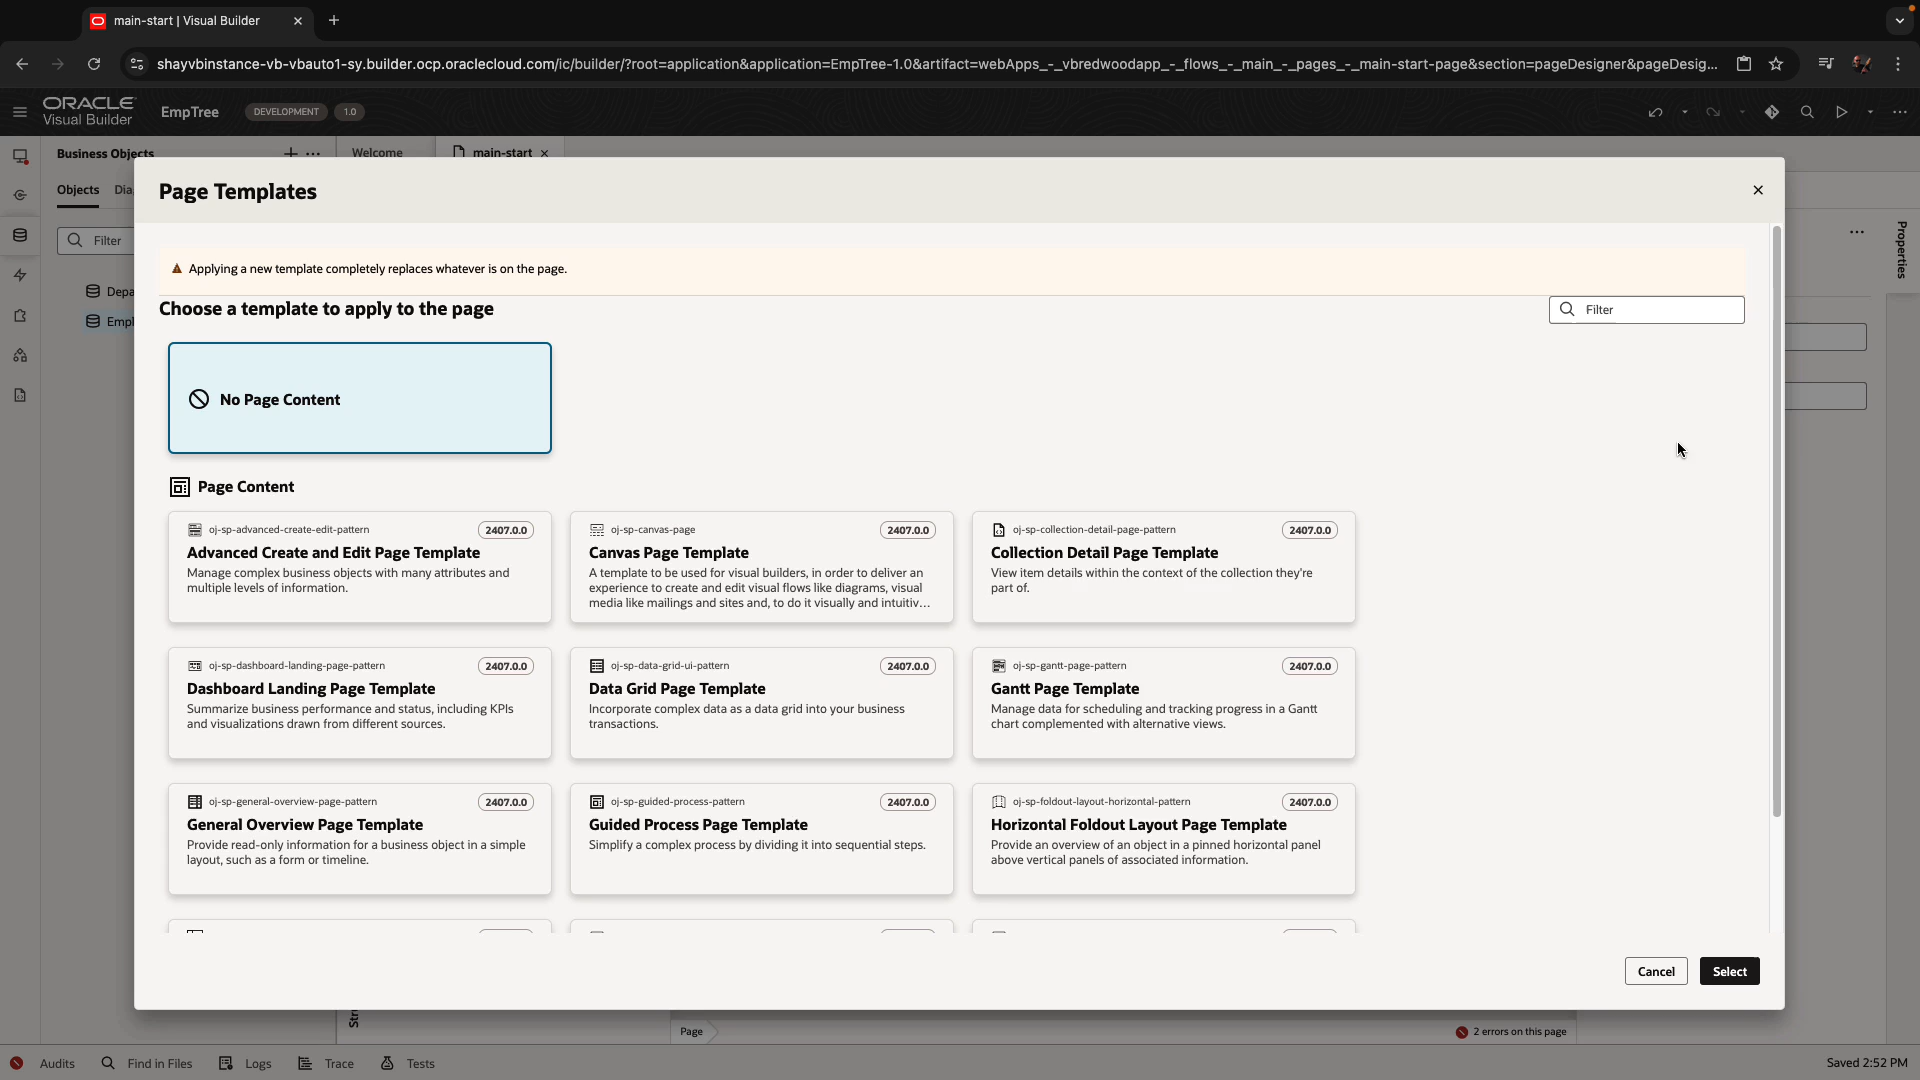 main-start | Visual Builder
shayvbinstance-vb-vbauto1-sy.builder.ocp.oraclecloud.com/ic/builder/?root=application&application=EmpTree-1.0&artifact=webApps_-_vbredwoodapp_-_flows_-_main_-_pages_-_main-start-page&section=pageDesigner&pageDesig...
ORACLE
Visual Builder
EmpTree
DEVELOPMENT
1.0
Business Objects
Welcome
main-start
Objects
Dia
Filter
Depa
Empl
Properties
Page Templates
Applying a new template completely replaces whatever is on the page.
Choose a template to apply to the page
Filter
No Page Content
Page Content
oj-sp-advanced-create-edit-pattern
2407.0.0
Advanced Create and Edit Page Template
Manage complex business objects with many attributes and
multiple levels of information.
oj-sp-canvas-page
2407.0.0
Canvas Page Template
A template to be used for visual builders, in order to deliver an
experience to create and edit visual flows like diagrams, visual
media like mailings and sites and, to do it visually and intuitiv...
oj-sp-collection-detail-page-pattern
2407.0.0
Collection Detail Page Template
View item details within the context of the collection they're
part of.
oj-sp-dashboard-landing-page-pattern
2407.0.0
Dashboard Landing Page Template
Summarize business performance and status, including KPIs
and visualizations drawn from different sources.
oj-sp-data-grid-ui-pattern
2407.0.0
Data Grid Page Template
Incorporate complex data as a data grid into your business
transactions.
oj-sp-gantt-page-pattern
2407.0.0
Gantt Page Template
Manage data for scheduling and tracking progress in a Gantt
chart complemented with alternative views.
oj-sp-general-overview-page-pattern
2407.0.0
General Overview Page Template
Provide read-only information for a business object in a simple
layout, such as a form or timeline.
oj-sp-guided-process-pattern
2407.0.0
Guided Process Page Template
Simplify a complex process by dividing it into sequential steps.
oj-sp-foldout-layout-horizontal-pattern
2407.0.0
Horizontal Foldout Layout Page Template
Provide an overview of an object in a pinned horizontal panel
above vertical panels of associated information.
Cancel
Select
Str
Page
2 errors on this page
Audits
Find in Files
Logs
Trace
Tests
Saved 2:52 PM